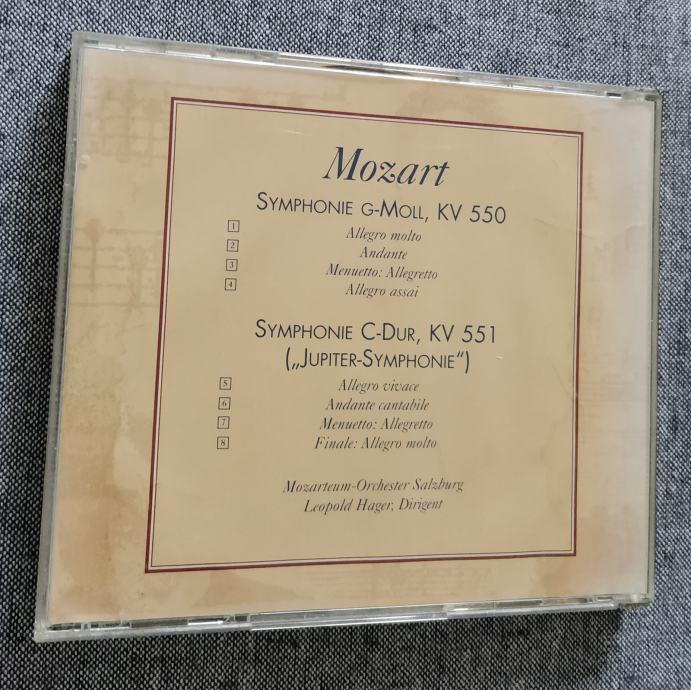 Mozart
SYMPHONIE G-MOLL, KV 550
1 Allegro molto
2 Andante
3 Menuetto: Allegretto
4 Allegro assai
SYMPHONIE C-DUR, KV 551
(„JUPITER-SYMPHONIE“)
5 Allegro vivace
6 Andante cantabile
7 Menuetto: Allegretto
8 Finale: Allegro molto
Mozarteum-Orchester Salzburg
Leopold Hager, Dirigent